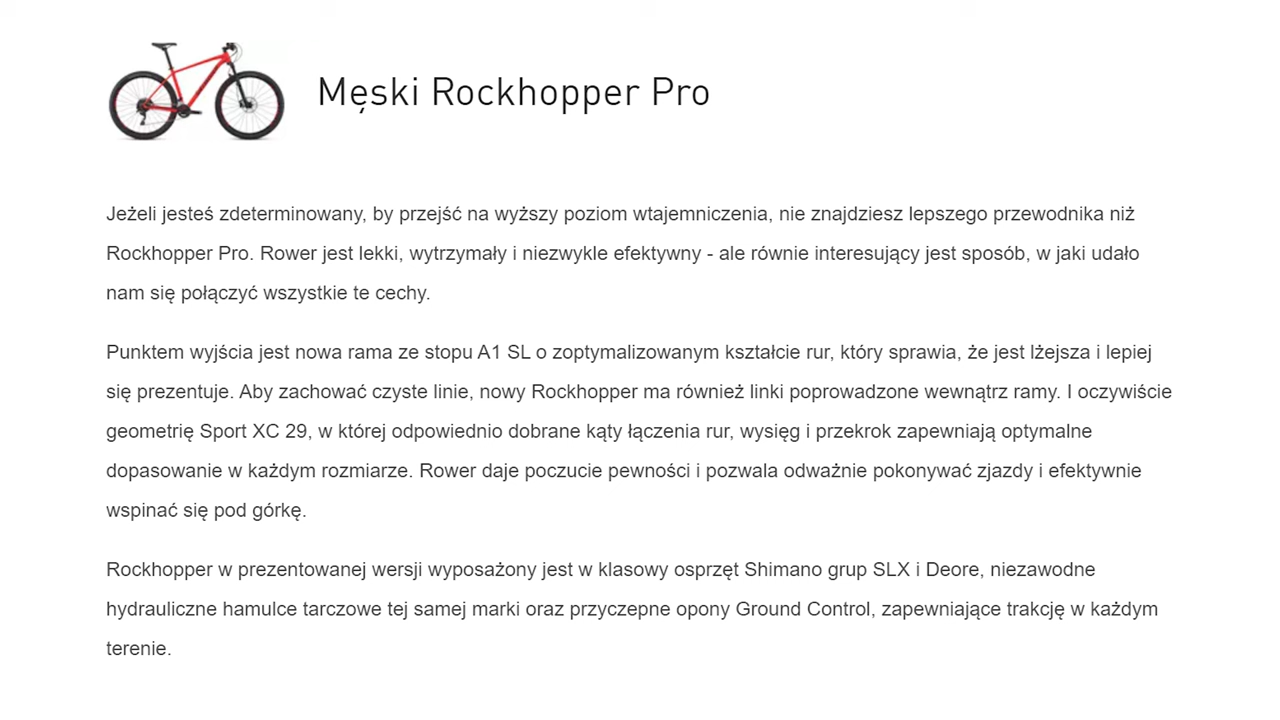 Męski Rockhopper Pro
Jeżeli jesteś zdeterminowany, by przejść na wyższy poziom wtajemniczenia, nie znajdziesz lepszego przewodnika niż
Rockhopper Pro. Rower jest lekki, wytrzymały i niezwykle efektywny - ale równie interesujący jest sposób, w jaki udało
nam się połączyć wszystkie te cechy.
Punktem wyjścia jest nowa rama ze stopu A1 SL o zoptymalizowanym kształcie rur, który sprawia, że jest lżejsza i lepiej
się prezentuje. Aby zachować czyste linie, nowy Rockhopper ma również linki poprowadzone wewnątrz ramy. I oczywiście
geometrię Sport XC 29, w której odpowiednio dobrane kąty łączenia rur, wysięg i przekrok zapewniają optymalne
dopasowanie w każdym rozmiarze. Rower daje poczucie pewności i pozwala odważnie pokonywać zjazdy i efektywnie
wspinać się pod górkę.
Rockhopper w prezentowanej wersji wyposażony jest w klasowy osprzęt Shimano grup SLX i Deore, niezawodne
hydrauliczne hamulce tarczowe tej samej marki oraz przyczepne opony Ground Control, zapewniające trakcję w każdym
terenie.